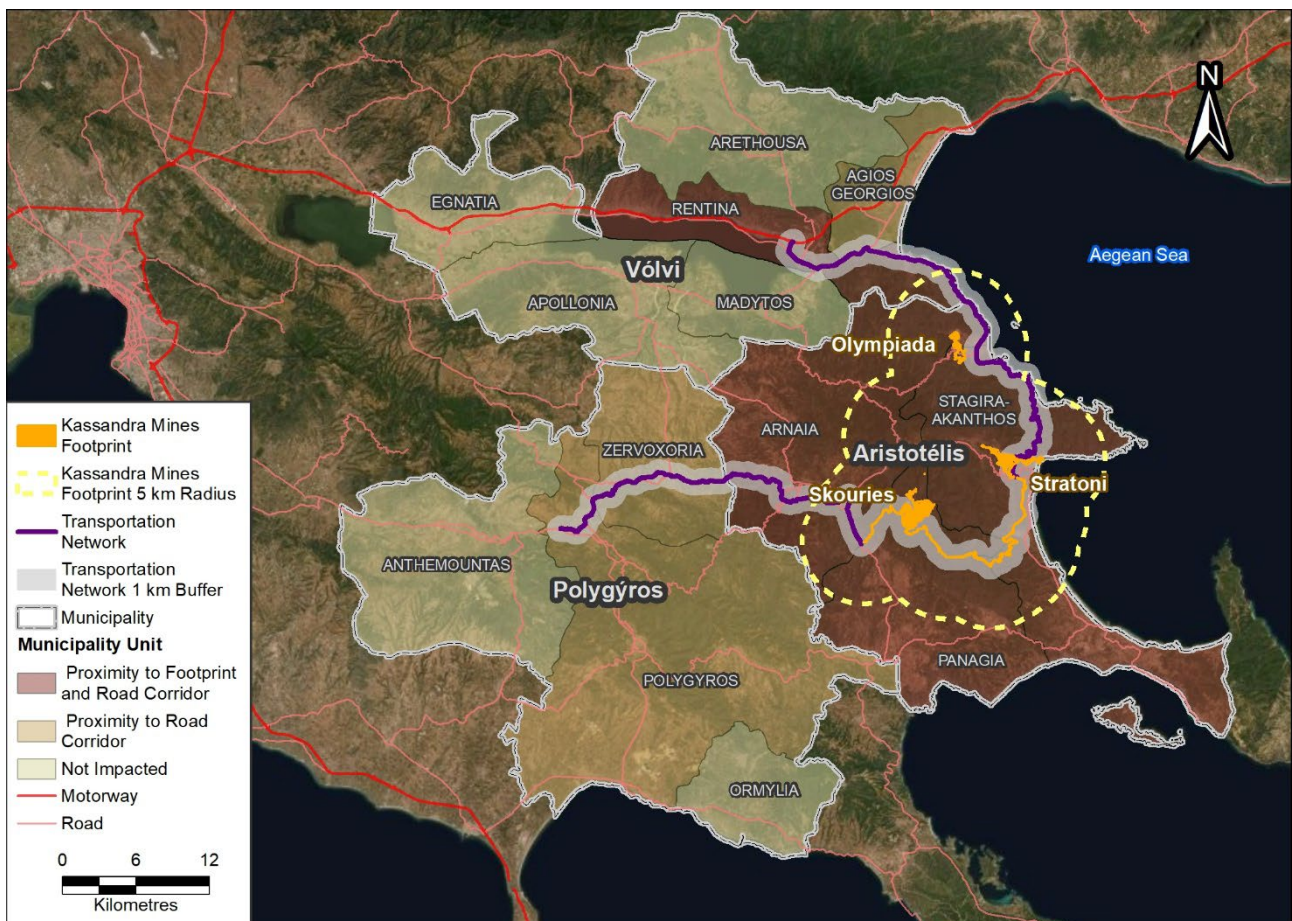 N
ARETHOUSA
AGIOS
GEORGIOS
EGNATIA
RENTINA
Aegean Sea
Vólvi
APOLLONIA
MADYTOS
Olympiada
STAGIRA-
AKANTHOS
ARNAIA
ZERVOXORIA
Aristotélis
Skouries
Stratoni
ANTHEMOUNTAS
Polygýros
PANAGIA
POLYGYROS
ORMYLIA
Kassandra Mines
Footprint
Kassandra Mines
Footprint 5 km Radius
Transportation
Network
Transportation
Network 1 km Buffer
Municipality
Municipality Unit
Proximity to Footprint
and Road Corridor
Proximity to Road
Corridor
Not Impacted
Motorway
Road
0 6 12
Kilometres